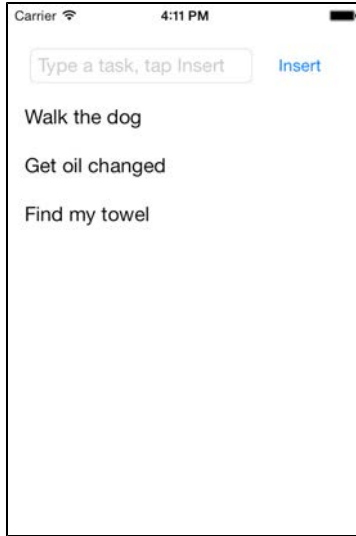 Carrier 4:11 PM
Type a task, tap Insert Insert
Walk the dog
Get oil changed
Find my towel